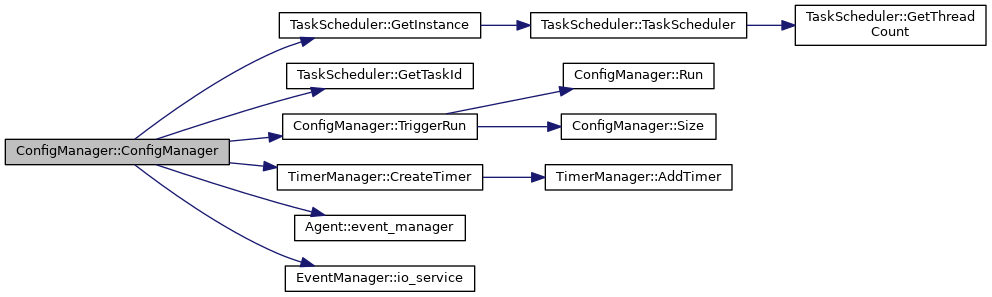 TaskScheduler::GetInstance
TaskScheduler::TaskScheduler
TaskScheduler::GetThread
Count
TaskScheduler::GetTaskId
ConfigManager::Run
ConfigManager::TriggerRun
ConfigManager::Size
ConfigManager::ConfigManager
TimerManager::CreateTimer
TimerManager::AddTimer
Agent::event_manager
EventManager::io_service